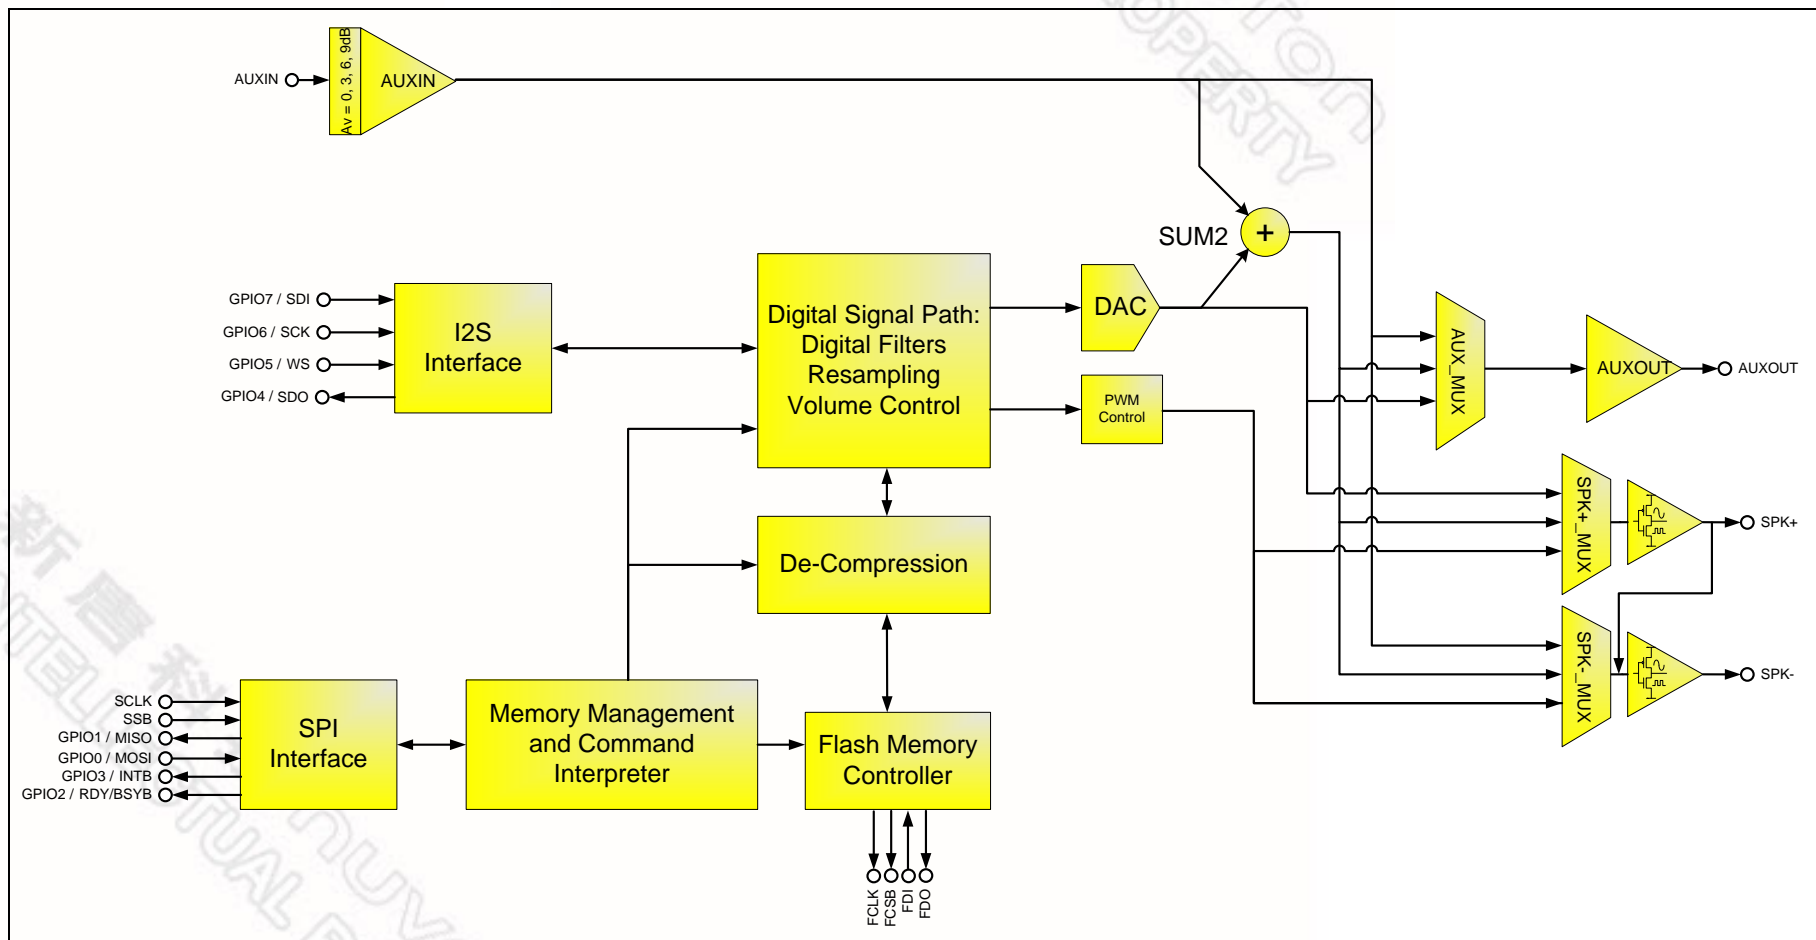 AUXIN
Av = 0, 3, 6, 9dB
AUXIN
SUM2
+
GPIO7 / SDI
GPIO6 / SCK
GPIO5 / WS
GPIO4 / SDO
I2S
Interface
Digital Signal Path:
Digital Filters
Resampling
Volume Control
DAC
PWM
Control
AUX_MUX
AUXOUT
AUXOUT
SPK+_MUX
SPK+
De-Compression
SPK-_MUX
SPK-
SCLK
SSB
GPIO1 / MISO
GPIO0 / MOSI
GPIO3 / INTB
GPIO2 / RDY/BSYB
SPI
Interface
Memory Management
and Command
Interpreter
Flash Memory
Controller
FCLK
FCSB
FDI
FDO